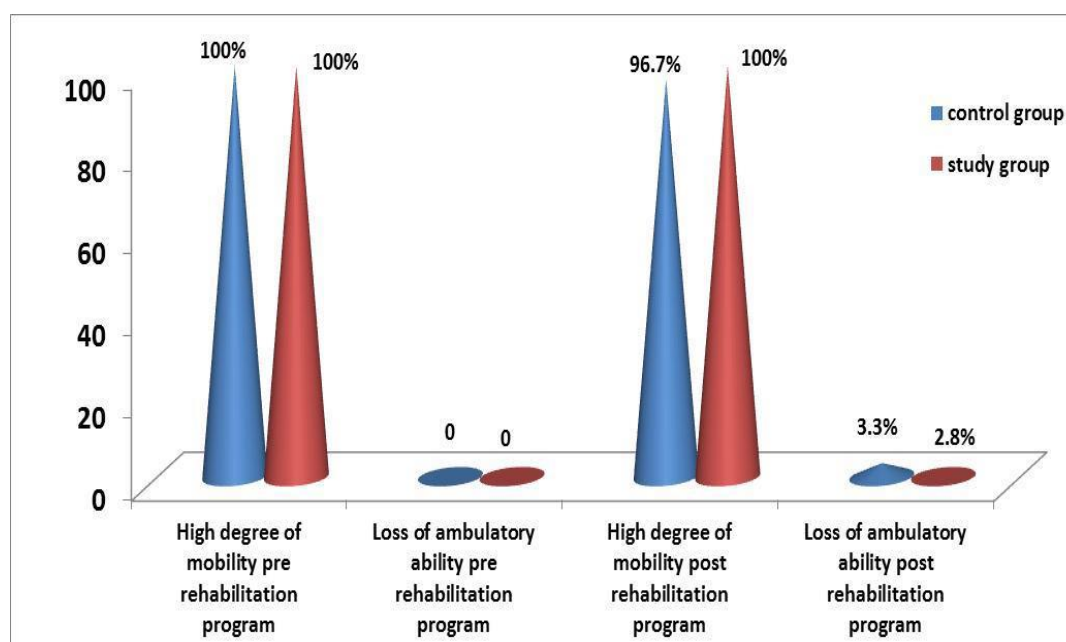 100%
100%
96.7%
100%
control group
study group
100
80
60
40
20
0
0
0
3.3%
2.8%
High degree of
mobility pre
rehabilitation
program
Loss of ambulatory
ability pre
rehabilitation
program
High degree of
mobility post
rehabilitation
program
Loss of ambulatory
ability post
rehabilitation
program